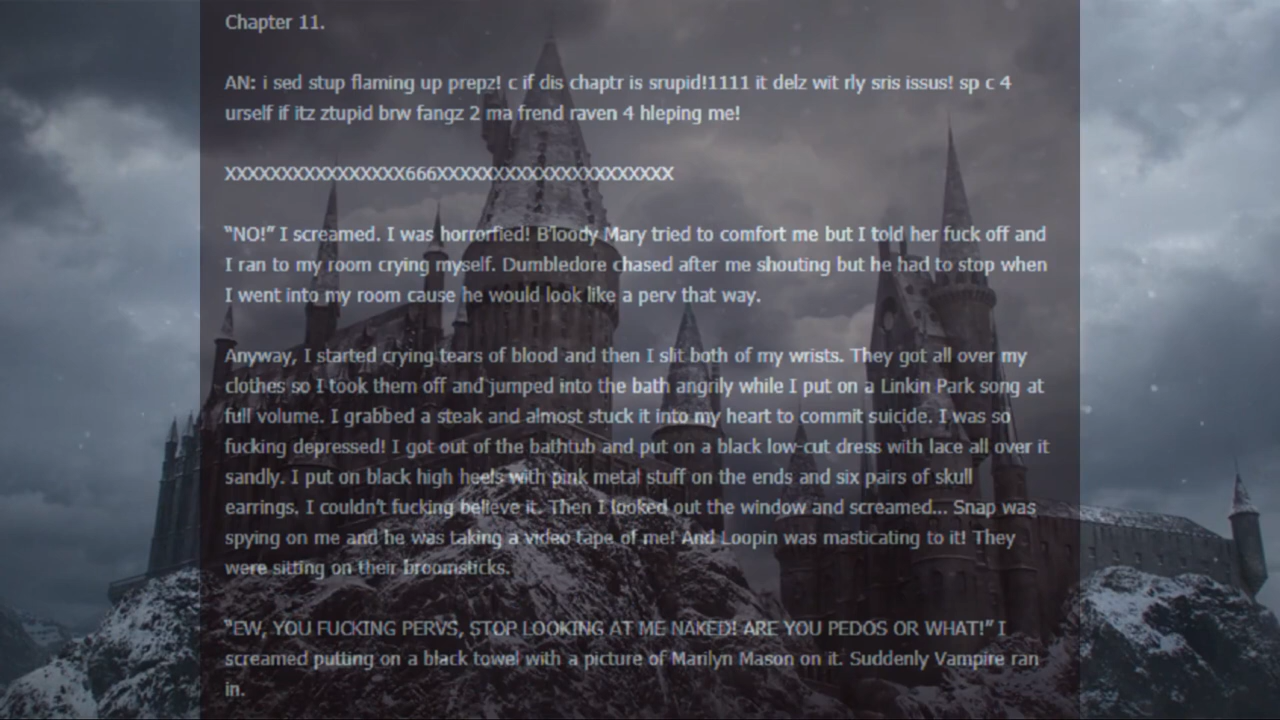 Chapter 11.
AN: i sed stup flaming up prepz! c if dis chaptr is srupid!1111 it delz wit rly sris issus! sp c 4
urself if itz ztupid brw fangz 2 ma frend raven 4 hleping me!
XXXXXXXXXXXXXXXX666XXXXXXXXXXXXXXXXXXXXX
“NO!” I screamed. I was horrorfied! B’loody Mary tried to comfort me but I told her fuck off and
I ran to my room crying myself. Dumbledore chased after me shouting but he had to stop when
I went into my room cause he would look like a perv that way.
Anyway, I started crying tears of blood and then I slit both of my wrists. They got all over my
clothes so I took them off and jumped into the bath angrily while I put on a Linkin Park song at
full volume. I grabbed a steak and almost stuck it into my heart to commit suicide. I was so
fucking depressed! I got out of the bathtub and put on a black low-cut dress with lace all over it
sandly. I put on black high heels with pink metal stuff on the ends and six pairs of skull
earrings. I couldn’t fucking believe it. Then I looked out the window and screamed… Snap was
spying on me and he was taking a video tape of me! And Loopin was masticating to it! They
were sitting on their broomsticks.
“EW, YOU FUCKING PERVS, STOP LOOKING AT ME NAKED! ARE YOU PEDOS OR WHAT!” I
screamed putting on a black towel with a picture of Marilyn Mason on it. Suddenly Vampire ran
in.